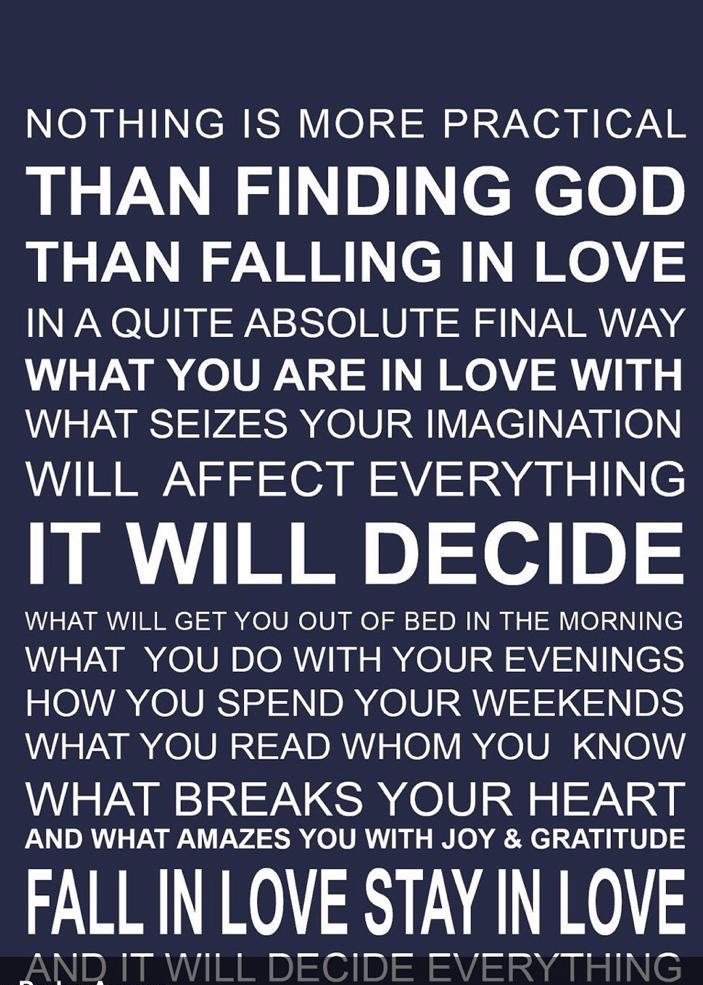 NOTHING IS MORE PRACTICAL
THAN FINDING GOD
THAN FALLING IN LOVE
IN A QUITE ABSOLUTE FINAL WAY
WHAT YOU ARE IN LOVE WITH
WHAT SEIZES YOUR IMAGINATION
WILL AFFECT EVERYTHING
IT WILL DECIDE
WHAT WILL GET YOU OUT OF BED IN THE MORNING
WHAT YOU DO WITH YOUR EVENINGS
HOW YOU SPEND YOUR WEEKENDS
WHAT YOU READ WHOM YOU KNOW
WHAT BREAKS YOUR HEART
AND WHAT AMAZES YOU WITH JOY & GRATITUDE
FALL IN LOVE STAY IN LOVE
AND IT WILL DECIDE EVERYTHING